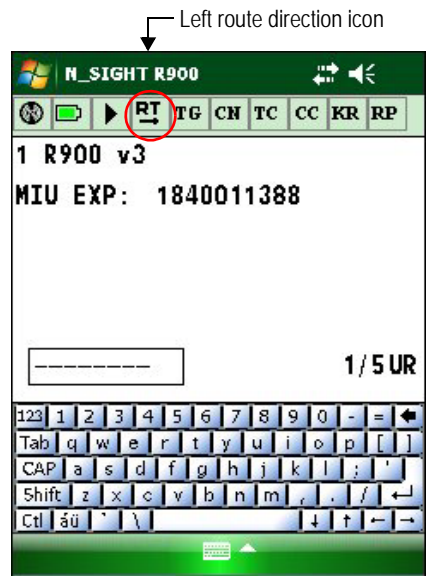 Left route direction icon
N_SIGHT R900
RT TG CN TC CC KR RP
1 R900 v3
MIU EXP: 1840011388
--------
1/5 UR
123 1 2 3 4 5 6 7 8 9 0 - =
Tab q w e r t y u i o p [ ]
CAP a s d f g h j k l ; '
Shift z x c v b n m , . /
Ctl áü ` \